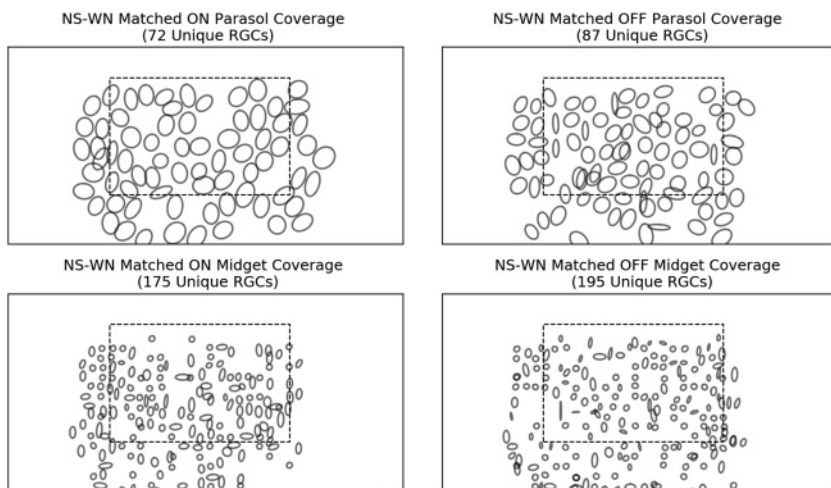 NS-WN Matched ON Parasol Coverage
(72 Unique RGCs)
NS-WN Matched OFF Parasol Coverage
(87 Unique RGCs)
NS-WN Matched ON Midget Coverage
(175 Unique RGCs)
NS-WN Matched OFF Midget Coverage
(195 Unique RGCs)